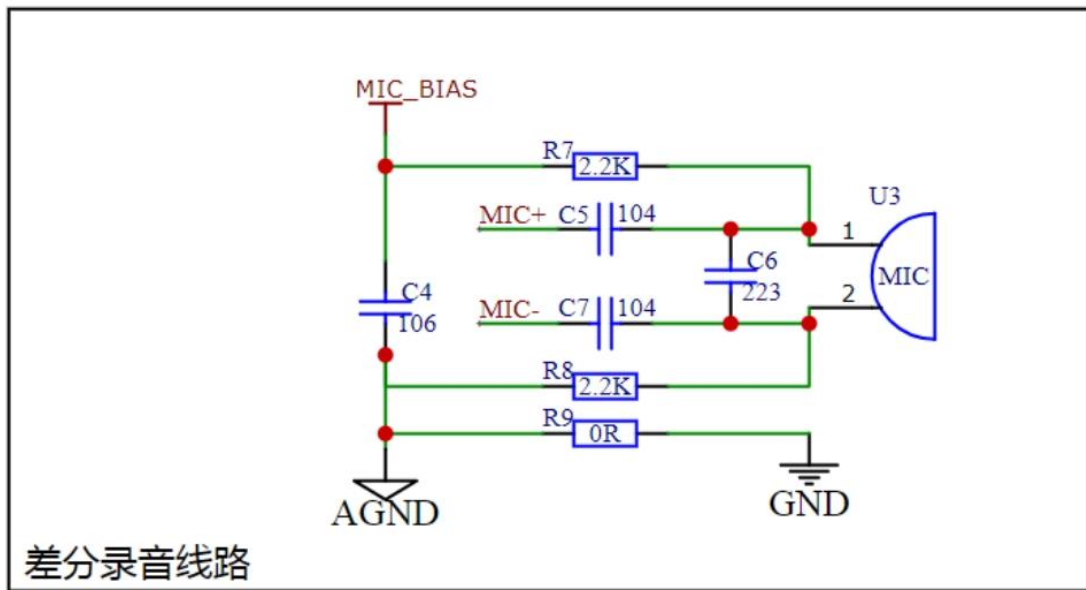 MIC_BIAS
R7
2.2K
U3
MIC+ C5 104
1
C6
223
MIC
2
C4
106
MIC- C7 104
R8
2.2K
R9
0R
AGND
GND
差分录音线路